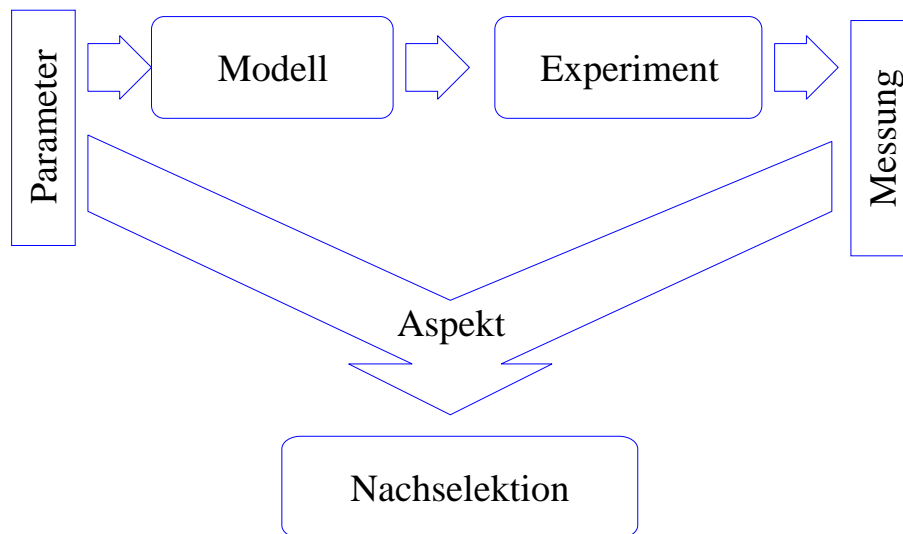 Parameter
Modell
Experiment
Messung
Aspekt
Nachselektion